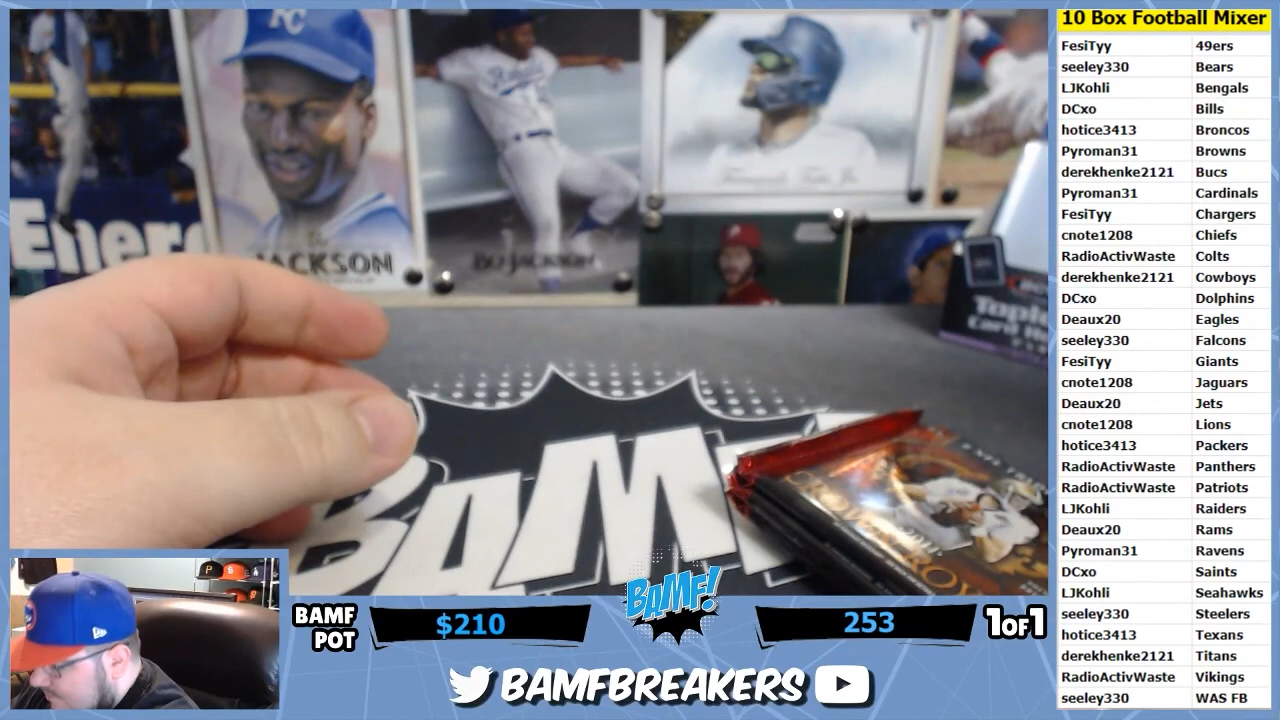 10 Box Football Mixer
FesiTyy 49ers
seeley330 Bears
LJKohli Bengals
DCxo Bills
hotice3413 Broncos
Pyroman31 Browns
derekhenke2121 Bucs
Pyroman31 Cardinals
FesiTyy Chargers
cnote1208 Chiefs
RadioActivWaste Colts
derekhenke2121 Cowboys
DCxo Dolphins
Deaux20 Eagles
seeley330 Falcons
FesiTyy Giants
cnote1208 Jaguars
Deaux20 Jets
cnote1208 Lions
hotice3413 Packers
RadioActivWaste Panthers
RadioActivWaste Patriots
LJKohli Raiders
Deaux20 Rams
Pyroman31 Ravens
DCxo Saints
LJKohli Seahawks
seeley330 Steelers
hotice3413 Texans
derekhenke2121 Titans
RadioActivWaste Vikings
seeley330 WAS FB
KC
Royals
JACKSON
BO JACKSON
BAMF
BAMF!
BAMF
POT
$210
253
1OF1
BAMFBREAKERS